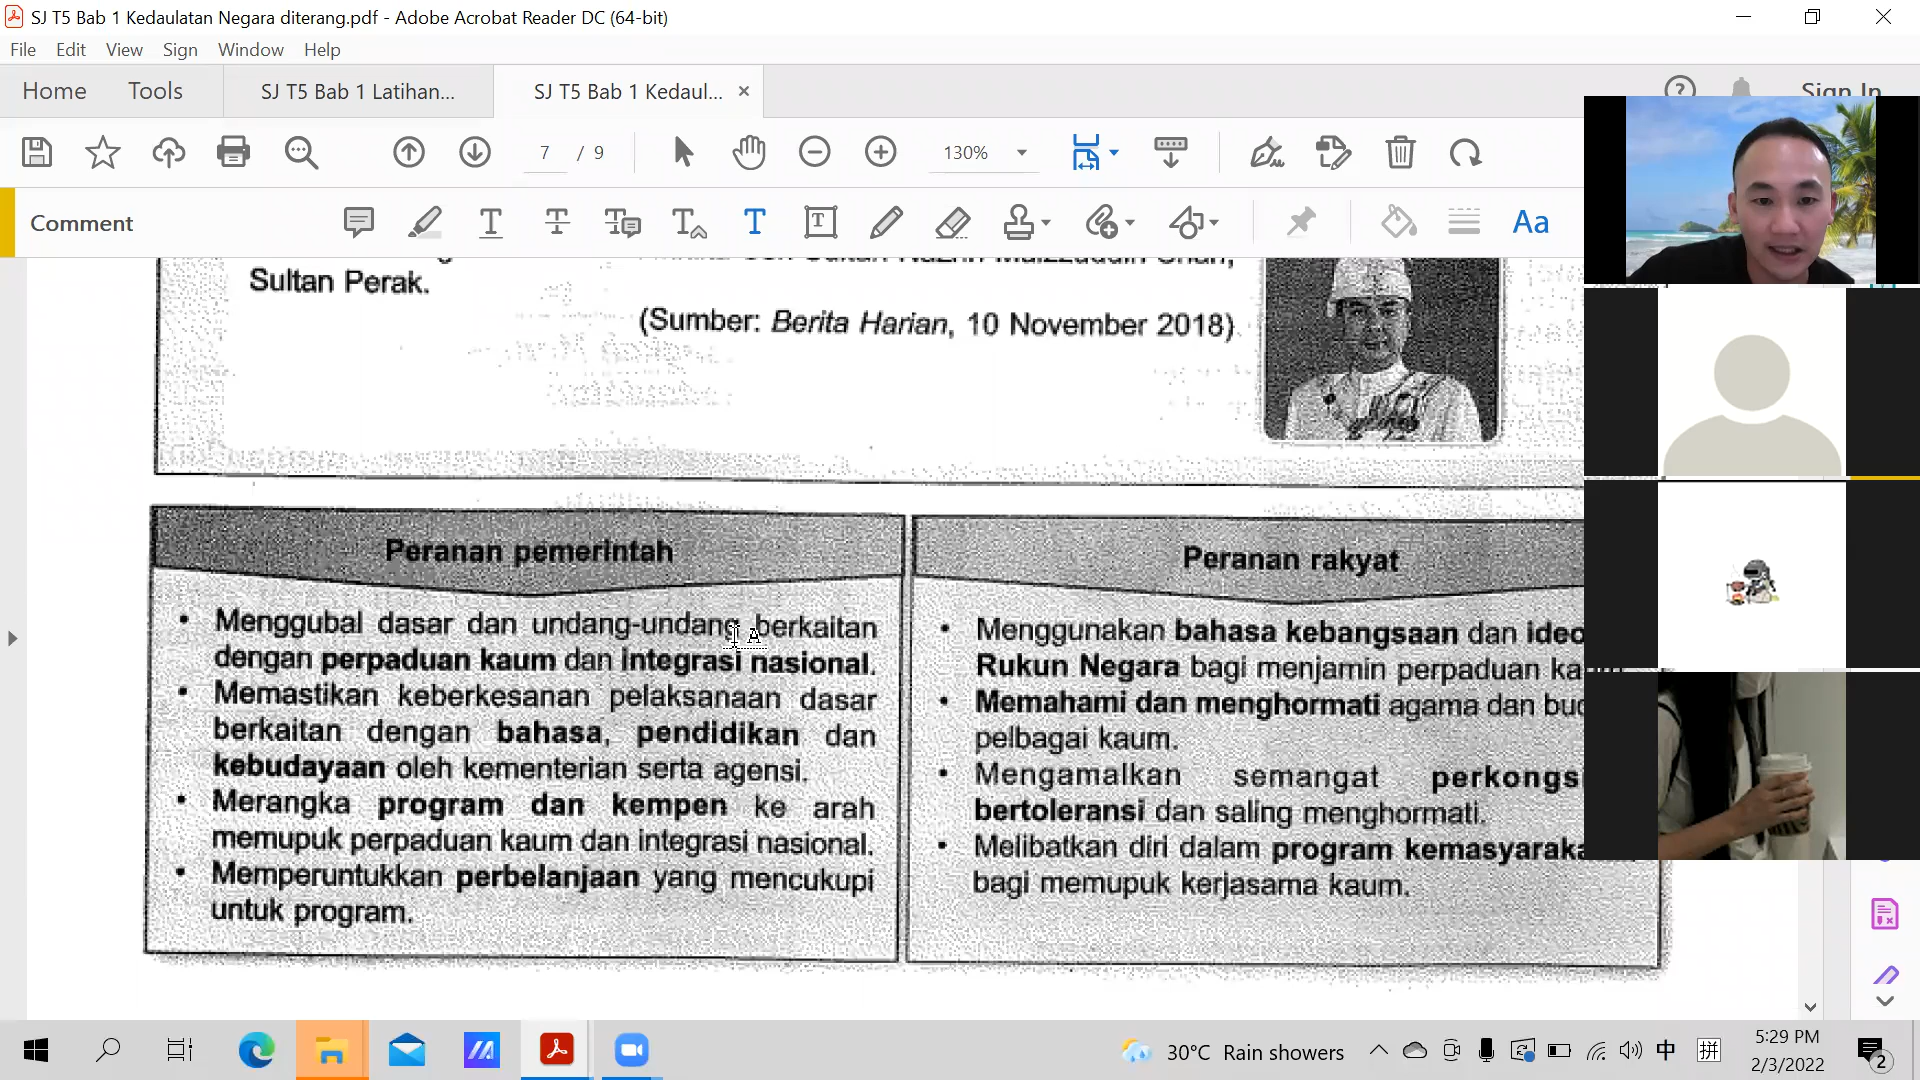 SJ T5 Bab 1 Kedaulatan Negara diterang.pdf - Adobe Acrobat Reader DC (64-bit)
File Edit View Sign Window Help
Home Tools SJ T5 Bab 1 Latihan... SJ T5 Bab 1 Kedaul... × Sign In
7 / 9 130%
Comment Aa
Sultan Perak.
(Sumber: Berita Harian, 10 November 2018)
Peranan pemerintah
• Menggubal dasar dan undang-undang berkaitan
dengan perpaduan kaum dan integrasi nasional.
• Memastikan keberkesanan pelaksanaan dasar
berkaitan dengan bahasa, pendidikan dan
kebudayaan oleh kementerian serta agensi.
• Merangka program dan kempen ke arah
memupuk perpaduan kaum dan integrasi nasional.
• Memperuntukkan perbelanjaan yang mencukupi
untuk program.
Peranan rakyat
• Menggunakan bahasa kebangsaan dan ideo
Rukun Negara bagi menjamin perpaduan ka
• Memahami dan menghormati agama dan bud
pelbagai kaum.
• Mengamalkan semangat perkongsi
bertoleransi dan saling menghormati.
• Melibatkan diri dalam program kemasyaraka
bagi memupuk kerjasama kaum.
30°C Rain showers 中 拼 5:29 PM
2/3/2022 2